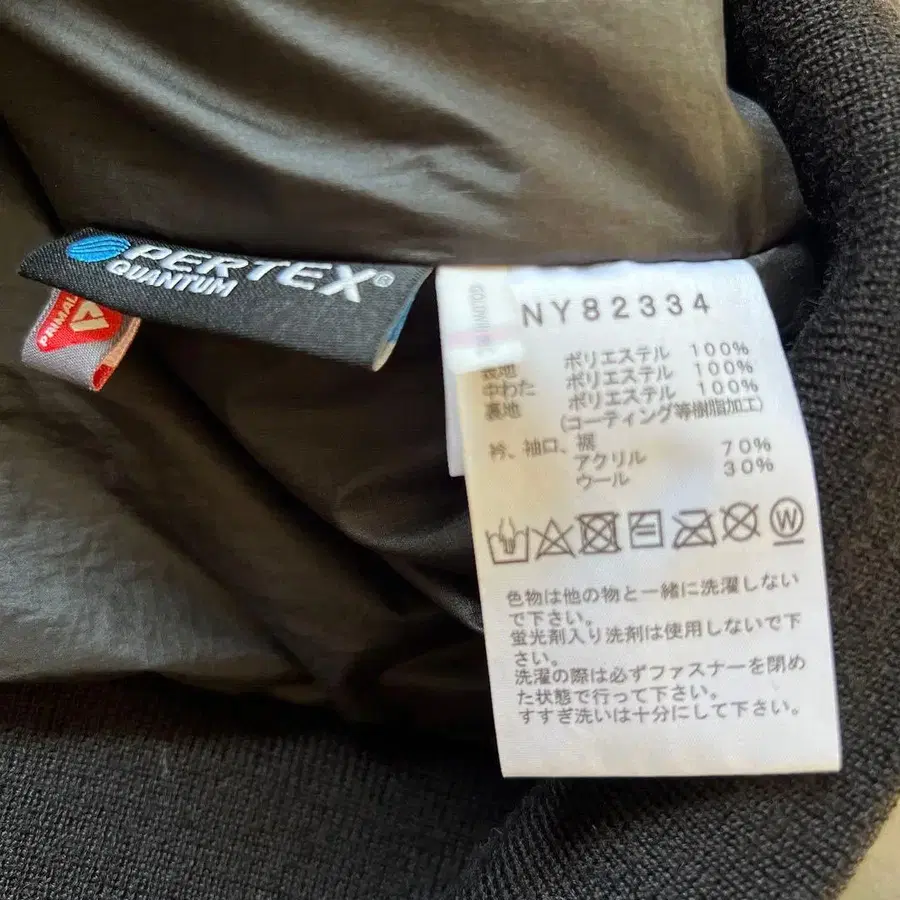 PERTEX®
QUANTUM
PRIMAL
NY82334
表地 ポリエステル 100%
中わた ポリエステル 100%
裏地 ポリエステル 100%
(コーティング等樹脂加工)
衿、袖口、裾
アクリル 70%
ウール 30%
W
色物は他の物と一緒に洗濯しない
で下さい。
蛍光剤入り洗剤は使用しないで下
さい。
洗濯の際は必ずファスナーを閉め
た状態で行って下さい。
すすぎ洗いは十分にして下さい。